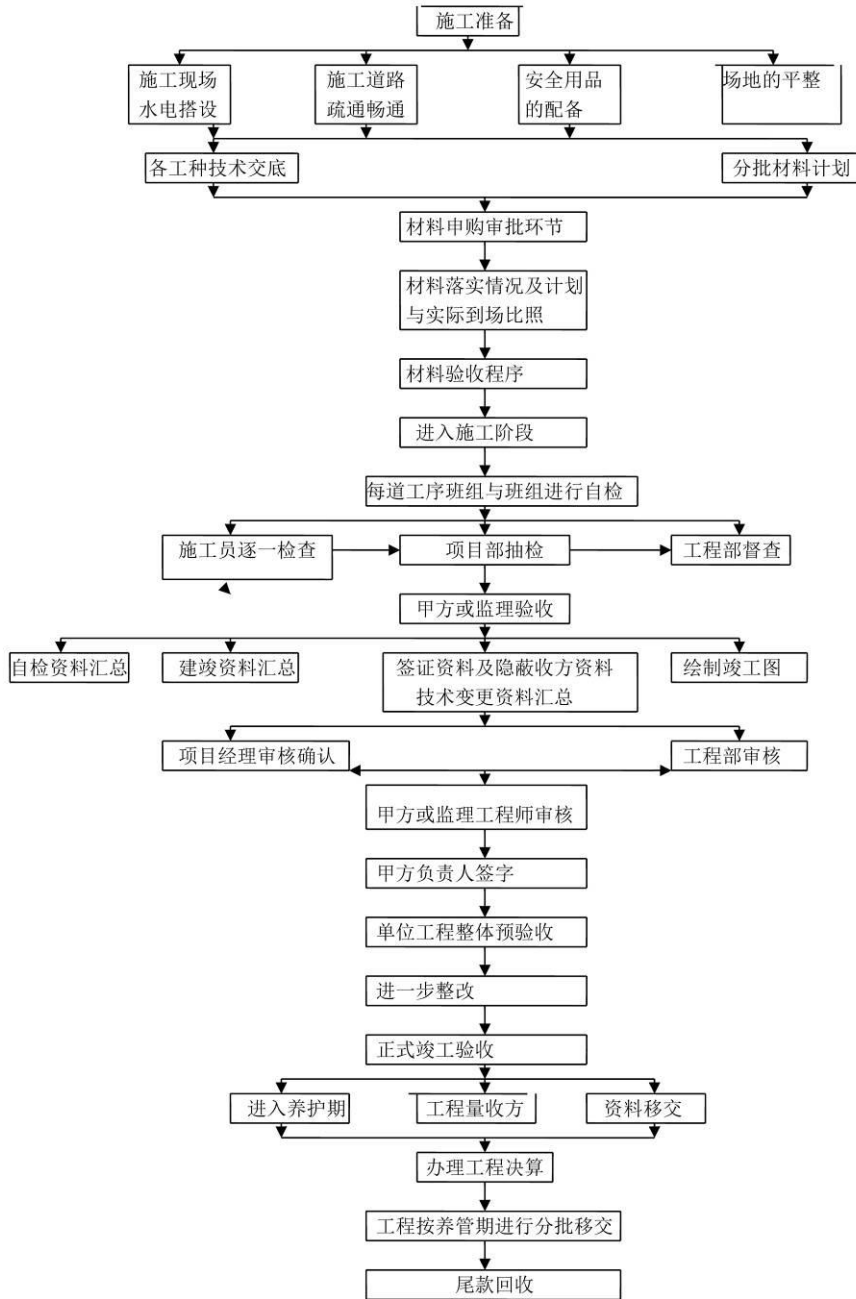 施工准备
施工现场
水电搭设
施工道路
疏通畅通
安全用品
的配备
场地的平整
各工种技术交底
分批材料计划
材料申购审批环节
材料落实情况及计划
与实际到场比照
材料验收程序
进入施工阶段
每道工序班组与班组进行自检
施工员逐一检查
项目部抽检
工程部督查
甲方或监理验收
自检资料汇总
建竣资料汇总
签证资料及隐蔽收方资料
技术变更资料汇总
绘制竣工图
项目经理审核确认
工程部审核
甲方或监理工程师审核
甲方负责人签字
单位工程整体预验收
进一步整改
正式竣工验收
进入养护期
工程量收方
资料移交
办理工程决算
工程按养管期进行分批移交
尾款回收